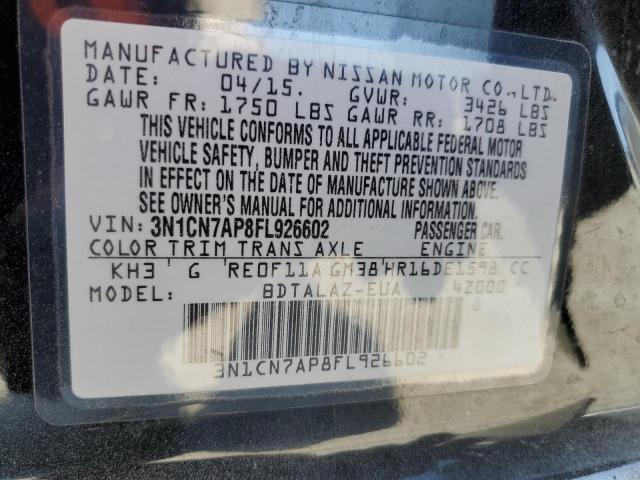 MANUFACTURED BY NISSAN MOTOR CO.,LTD.
DATE: 04/15. GVWR: 3426 LBS
GAWR FR: 1750 LBS GAWR RR: 1708 LBS
THIS VEHICLE CONFORMS TO ALL APPLICABLE FEDERAL MOTOR
VEHICLE SAFETY, BUMPER AND THEFT PREVENTION STANDARDS
IN EFFECT ON THE DATE OF MANUFACTURE SHOWN ABOVE.
SEE OWNER'S MANUAL FOR ADDITIONAL INFORMATION.
VIN: 3N1CN7AP8FL926602 PASSENGER CAR.
COLOR TRIM TRANS AXLE ENGINE
KH3 G RE0F11A GM38 HR16DE1598 CC
MODEL: BDTALAZ-EUA 4Z000
3N1CN7AP8FL926602